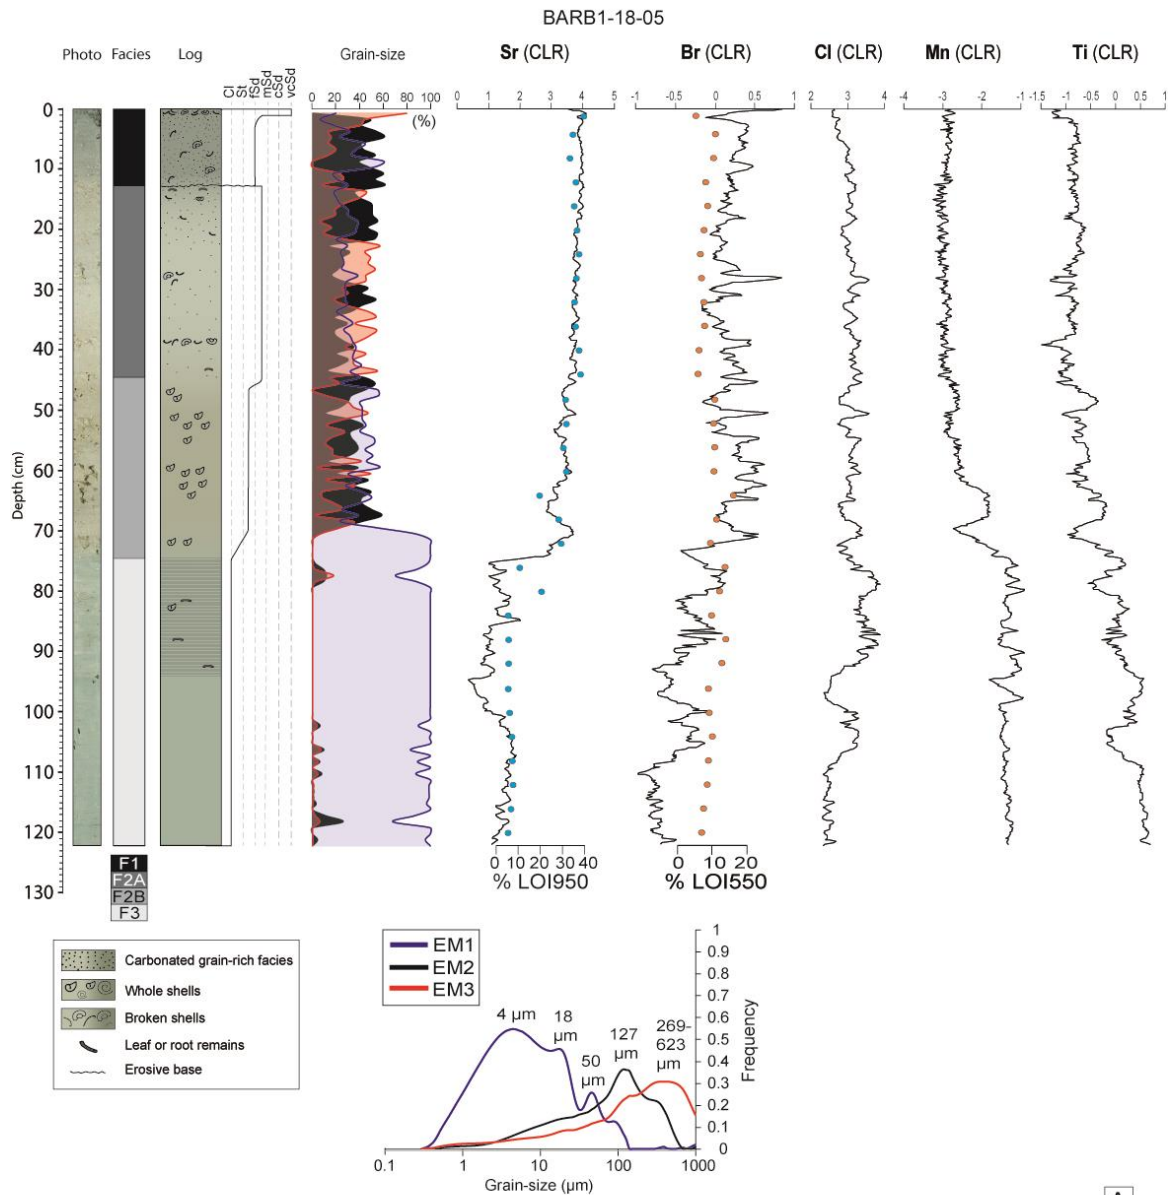 BARB1-18-05
Photo Facies Log Grain-size Sr (CLR) Br (CLR) Cl (CLR) Mn (CLR) Ti (CLR)
Cl St fSd mSd cSd vcSd
0 20 40 60 80 100 0 1 2 3 4 5 -1 -0.5 0 0.5 1 2 3 4 -4 -3 -2 -1 -1.5 -1 -0.5 0 0.5 1
(%)
Depth (cm)
0
10
20
30
40
50
60
70
80
90
100
110
120
130
0 10 20 30 40 0 10 20
% LOI950 % LOI550
F1
F2A
F2B
F3
Carbonated grain-rich facies
Whole shells
Broken shells
Leaf or root remains
Erosive base
EM1
EM2
EM3
4 µm
18 µm
50 µm
127 µm
269-623 µm
1
0.9
0.8
0.7
0.6
0.5
0.4
0.3
0.2
0.1
0
Frequency
0.1 1 10 100 1000
Grain-size (µm)